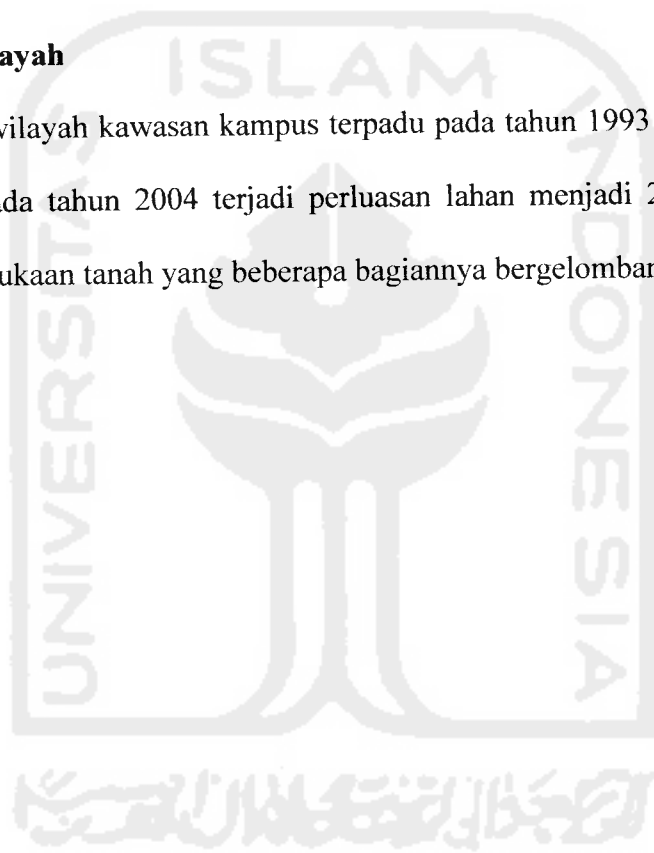 ayah
wilayah kawasan kampus terpadu pada tahun 1993
ada tahun 2004 terjadi perluasan lahan menjadi 2
ukaan tanah yang beberapa bagiannya bergelomban
ISLAM
UNIVERSITAS
INDONESIA